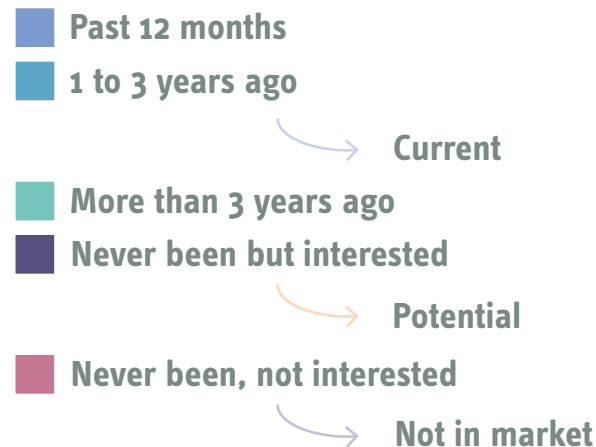 Past 12 months
1 to 3 years ago
Current
More than 3 years ago
Never been but interested
Potential
Never been, not interested
Not in market